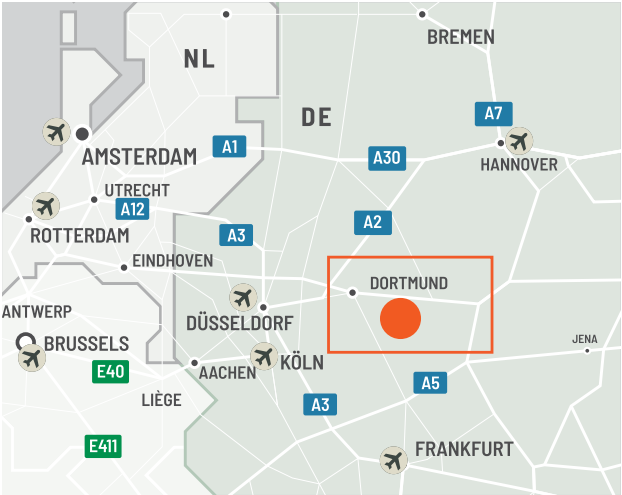 BREMEN
NL
DE
A7
A1
A30
HANNOVER
AMSTERDAM
UTRECHT
A12
A3
A2
ROTTERDAM
EINDHOVEN
DORTMUND
ANTWERP
DÜSSELDORF
BRUSSELS
KÖLN
JENA
AACHEN
E40
A5
LIÈGE
A3
E411
FRANKFURT